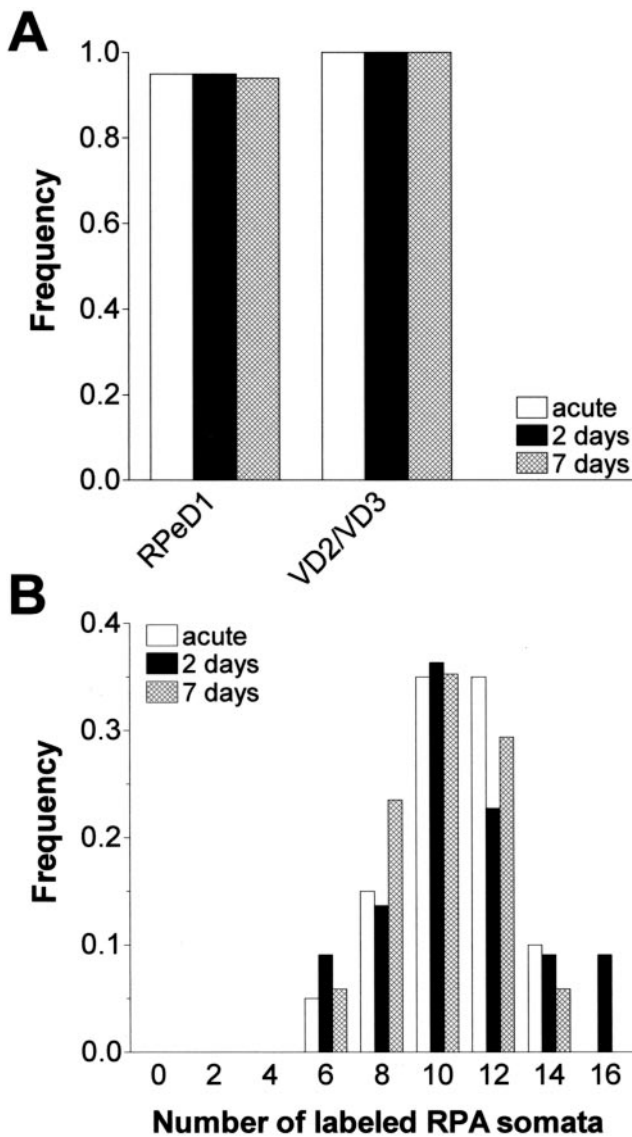 A
1.0
0.8
0.6
0.4
0.2
0.0
Frequency
acute
2 days
7 days
RPeD1
VD2/VD3
B
0.4
0.3
0.2
0.1
0.0
Frequency
acute
2 days
7 days
0 2 4 6 8 10 12 14 16
Number of labeled RPA somata